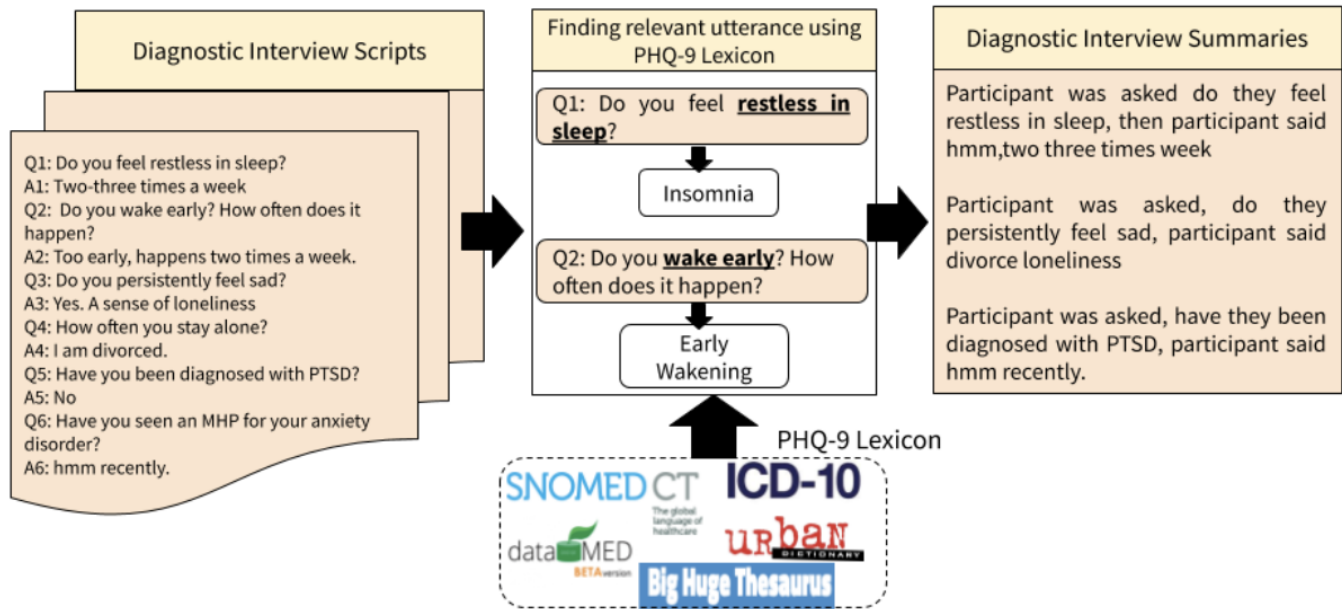 Diagnostic Interview Scripts
Q1: Do you feel restless in sleep?
A1: Two-three times a week
Q2: Do you wake early? How often does it
happen?
A2: Too early, happens two times a week.
Q3: Do you persistently feel sad?
A3: Yes. A sense of loneliness
Q4: How often you stay alone?
A4: I am divorced.
Q5: Have you been diagnosed with PTSD?
A5: No
Q6: Have you seen an MHP for your anxiety
disorder?
A6: hmm recently.
Finding relevant utterance using
PHQ-9 Lexicon
Q1: Do you feel restless in
sleep?
Insomnia
Q2: Do you wake early? How
often does it happen?
Early
Wakening
PHQ-9 Lexicon
SNOMED CT
The global
language of
healthcare
ICD-10
dataMED
BETA version
urban
DICTIONARY
Big Huge Thesaurus
Diagnostic Interview Summaries
Participant was asked do they feel
restless in sleep, then participant said
hmm,two three times week
Participant was asked, do they
persistently feel sad, participant said
divorce loneliness
Participant was asked, have they been
diagnosed with PTSD, participant said
hmm recently.